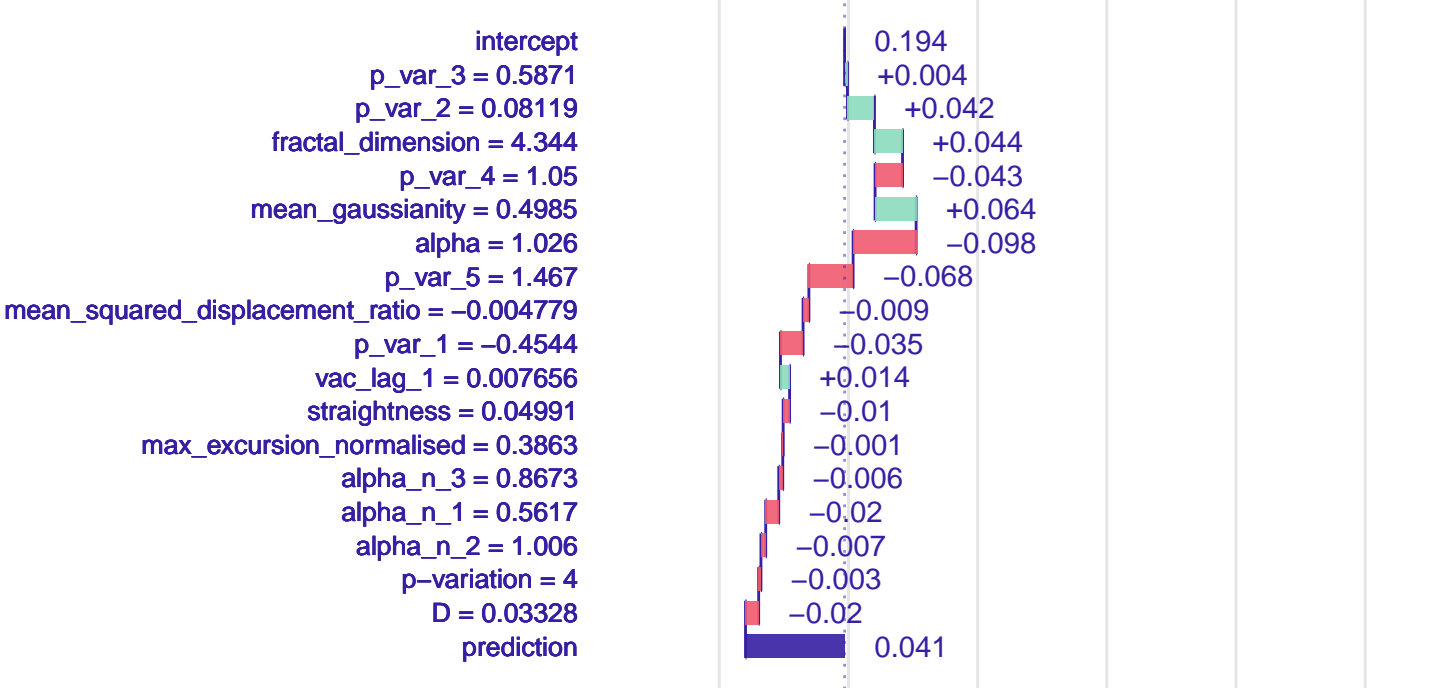 intercept 0.194
p_var_3 = 0.5871 +0.004
p_var_2 = 0.08119 +0.042
fractal_dimension = 4.344 +0.044
p_var_4 = 1.05 −0.043
mean_gaussianity = 0.4985 +0.064
alpha = 1.026 −0.098
p_var_5 = 1.467 −0.068
mean_squared_displacement_ratio = −0.004779 −0.009
p_var_1 = −0.4544 −0.035
vac_lag_1 = 0.007656 +0.014
straightness = 0.04991 −0.01
max_excursion_normalised = 0.3863 −0.001
alpha_n_3 = 0.8673 −0.006
alpha_n_1 = 0.5617 −0.02
alpha_n_2 = 1.006 −0.007
p−variation = 4 −0.003
D = 0.03328 −0.02
prediction 0.041